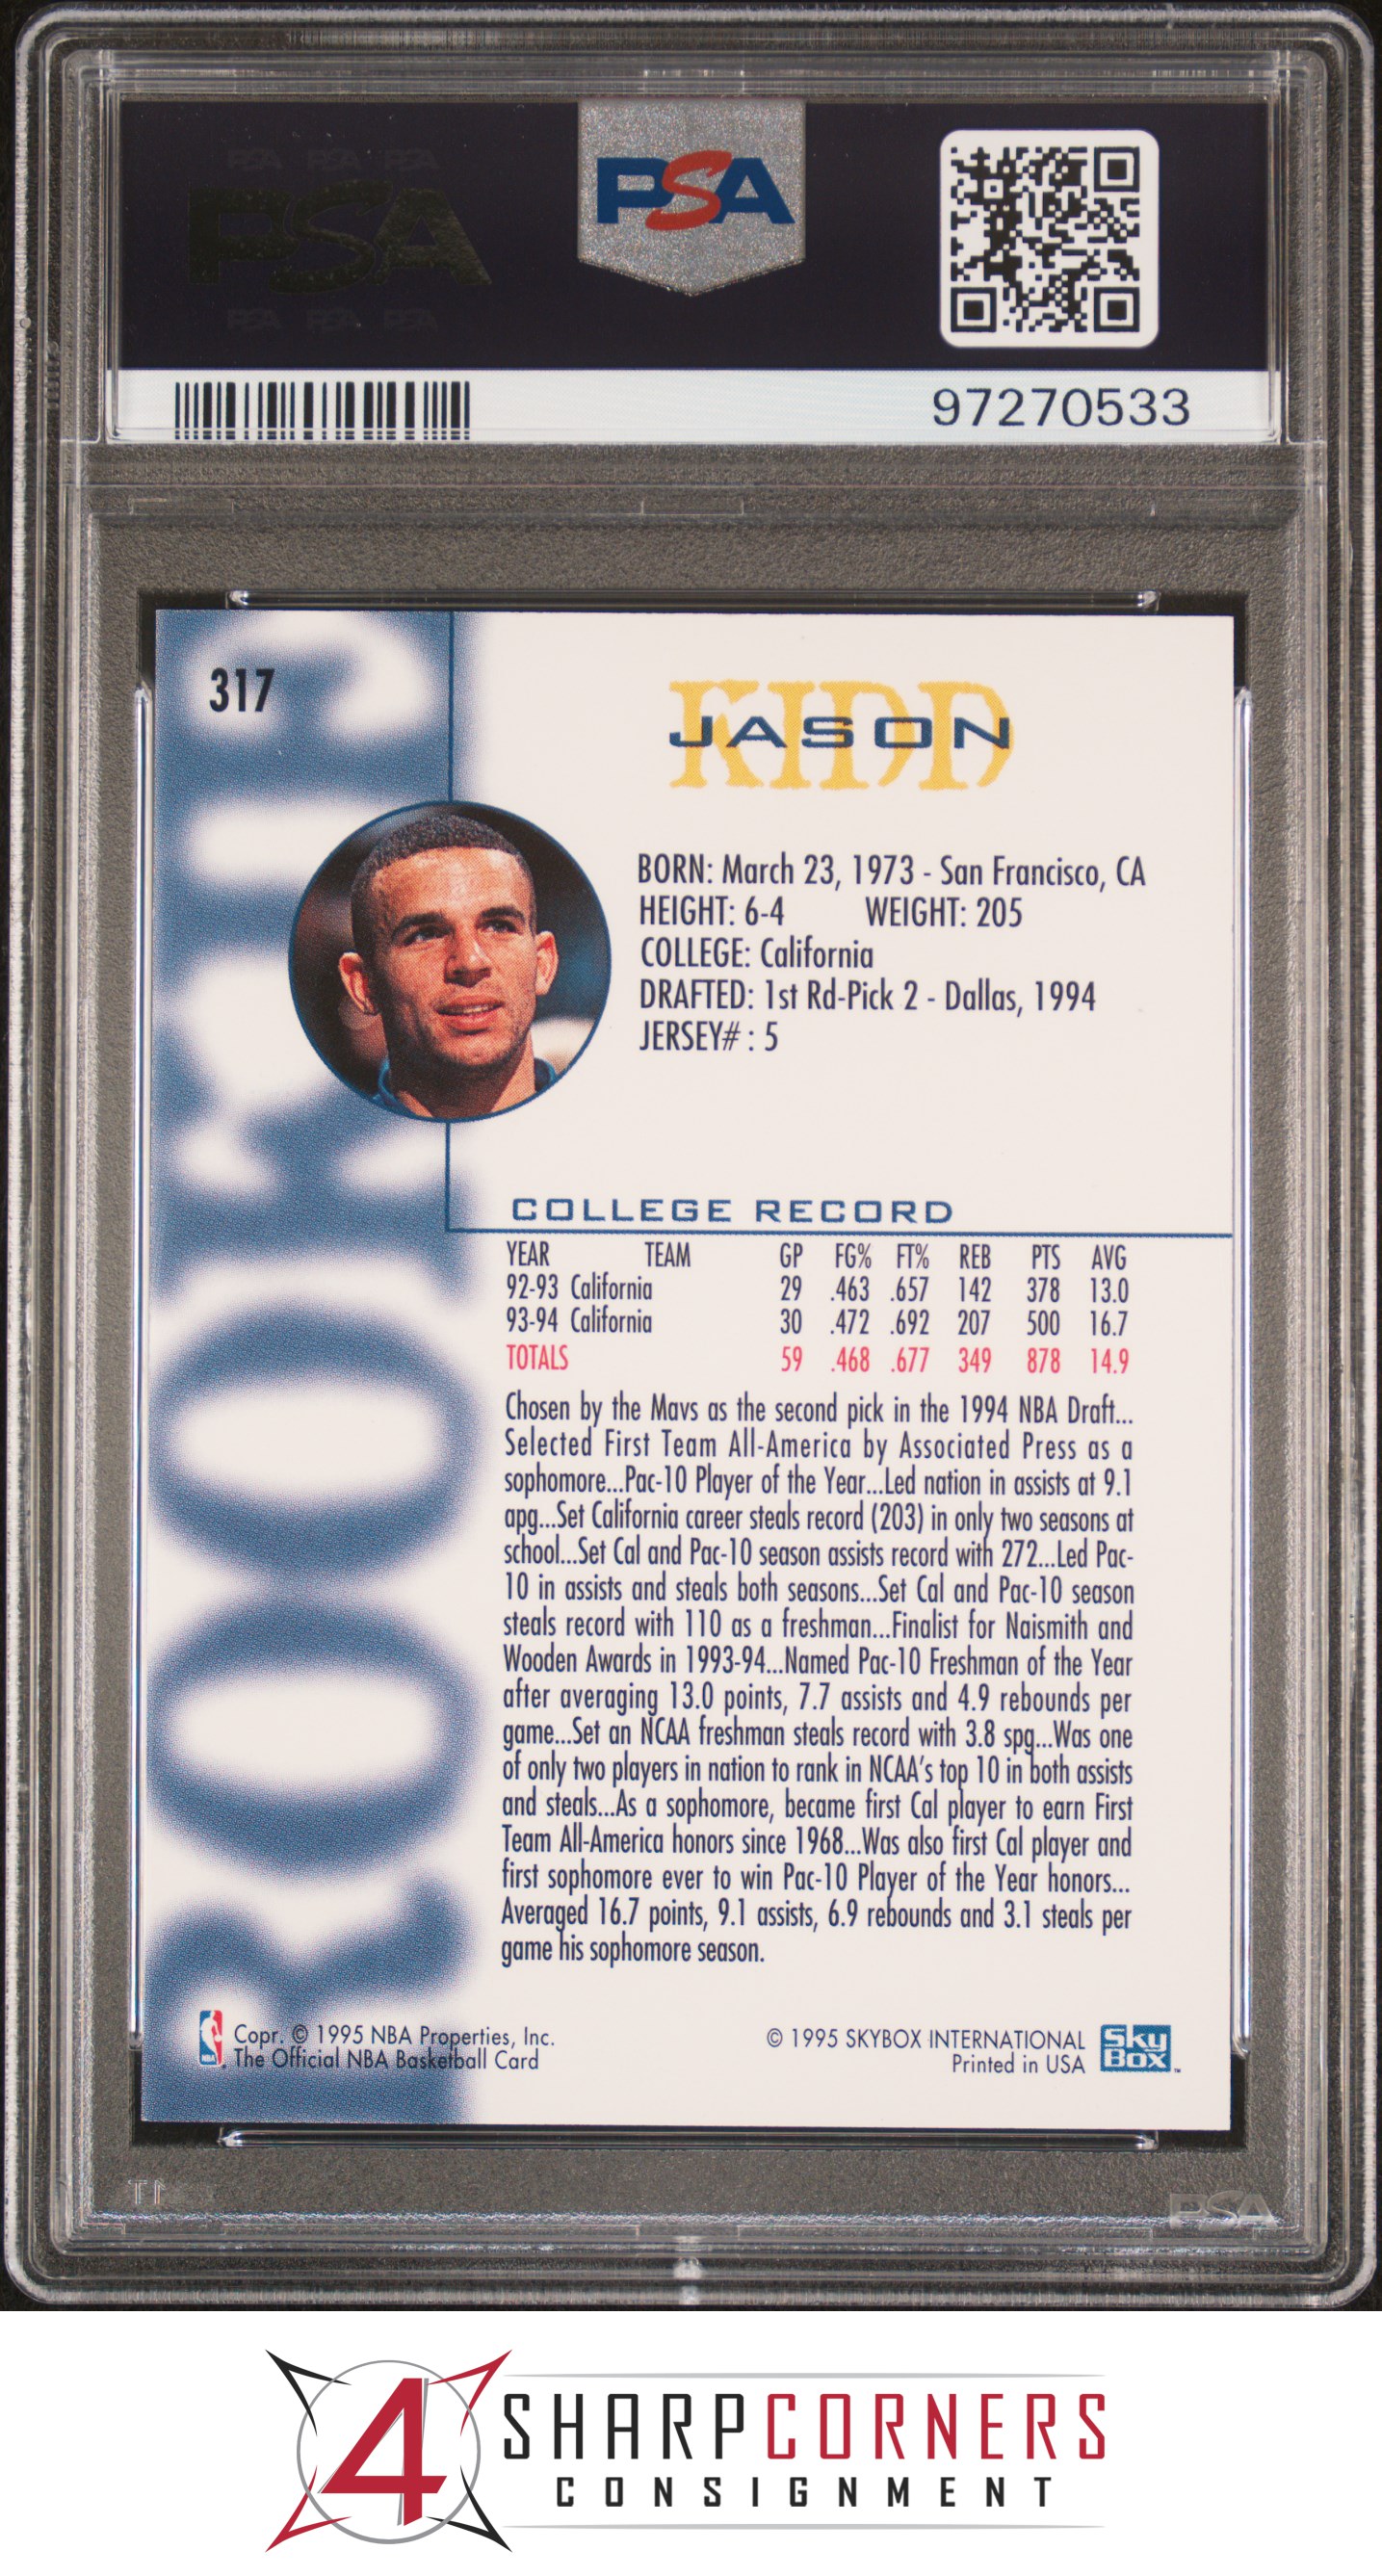 PSA PSA PSA
PSA
PSA PSA PSA
PSA
97270533
317
JASON
KIDD
BORN: March 23, 1973 - San Francisco, CA
HEIGHT: 6-4 WEIGHT: 205
COLLEGE: California
DRAFTED: 1st Rd-Pick 2 - Dallas, 1994
JERSEY# : 5
ROOKIE
COLLEGE RECORD
YEAR TEAM GP FG% FT% REB PTS AVG
92-93 California 29 .463 .657 142 378 13.0
93-94 California 30 .472 .692 207 500 16.7
TOTALS 59 .468 .677 349 878 14.9
Chosen by the Mavs as the second pick in the 1994 NBA Draft...
Selected First Team All-America by Associated Press as a
sophomore...Pac-10 Player of the Year...Led nation in assists at 9.1
apg...Set California career steals record (203) in only two seasons at
school...Set Cal and Pac-10 season assists record with 272...Led Pac-
10 in assists and steals both seasons...Set Cal and Pac-10 season
steals record with 110 as a freshman...Finalist for Naismith and
Wooden Awards in 1993-94...Named Pac-10 Freshman of the Year
after averaging 13.0 points, 7.7 assists and 4.9 rebounds per
game...Set an NCAA freshman steals record with 3.8 spg...Was one
of only two players in nation to rank in NCAA's top 10 in both assists
and steals...As a sophomore, became first Cal player to earn First
Team All-America honors since 1968...Was also first Cal player and
first sophomore ever to win Pac-10 Player of the Year honors...
Averaged 16.7 points, 9.1 assists, 6.9 rebounds and 3.1 steals per
game his sophomore season.
NBA
Copr. © 1995 NBA Properties, Inc.
The Official NBA Basketball Card
© 1995 SKYBOX INTERNATIONAL
Printed in USA
Sky
Box™
PSA
4
SHARPCORNERS
CONSIGNMENT